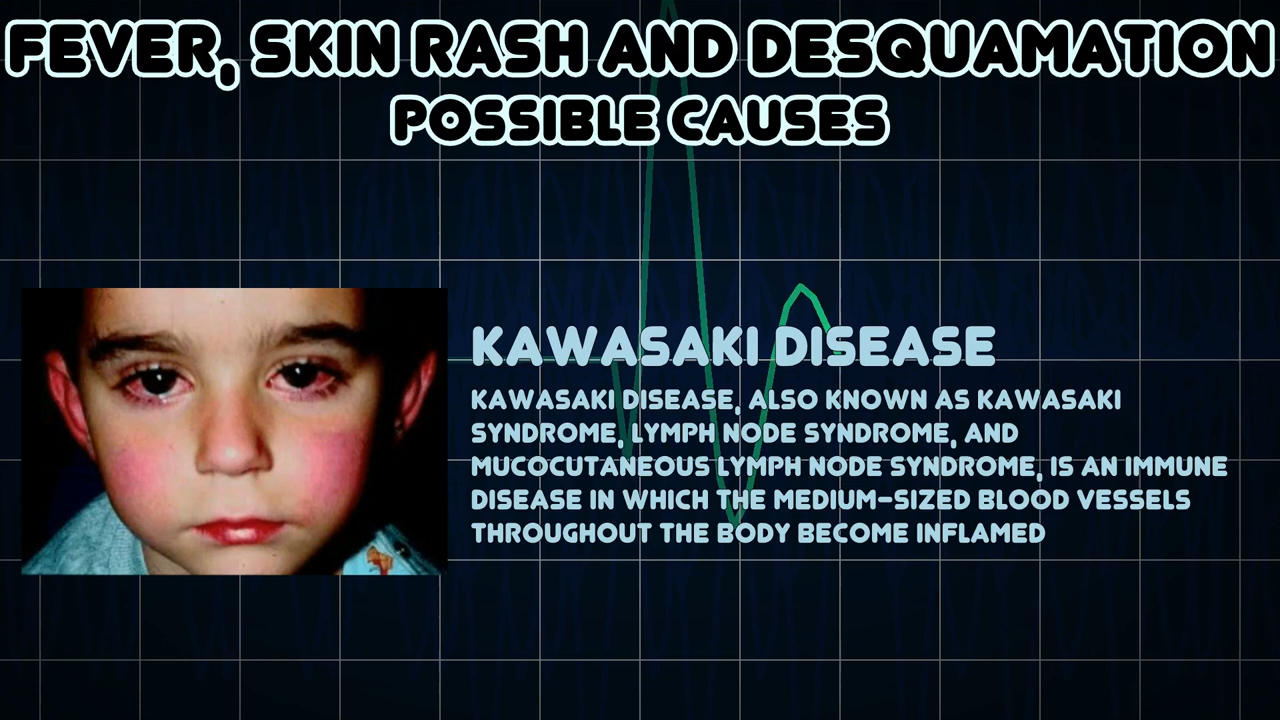 FEVER, SKIN RASH AND DESQUAMATION
POSSIBLE CAUSES
KAWASAKI DISEASE
KAWASAKI DISEASE, ALSO KNOWN AS KAWASAKI
SYNDROME, LYMPH NODE SYNDROME, AND
MUCOCUTANEOUS LYMPH NODE SYNDROME, IS AN IMMUNE
DISEASE IN WHICH THE MEDIUM-SIZED BLOOD VESSELS
THROUGHOUT THE BODY BECOME INFLAMED